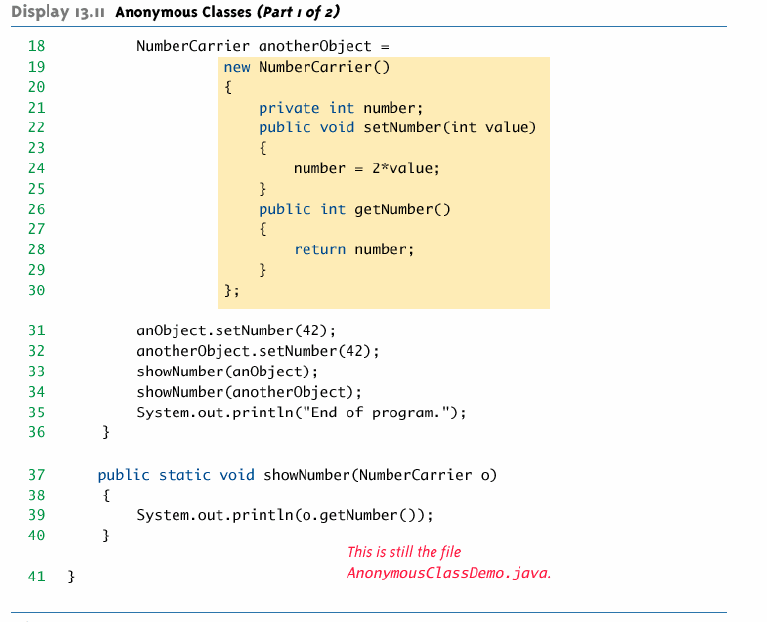 Display 13.11 Anonymous Classes (Part 1 of 2)
18 NumberCarrier anotherObject =
19 new NumberCarrier()
20 {
21 private int number;
22 public void setNumber(int value)
23 {
24 number = 2*value;
25 }
26 public int getNumber()
27 {
28 return number;
29 }
30 };
31 anObject.setNumber(42);
32 anotherObject.setNumber(42);
33 showNumber(anObject);
34 showNumber(anotherObject);
35 System.out.println("End of program.");
36 }
37 public static void showNumber(NumberCarrier o)
38 {
39 System.out.println(o.getNumber());
40 }
This is still the file
AnonymousClassDemo.java.
41 }